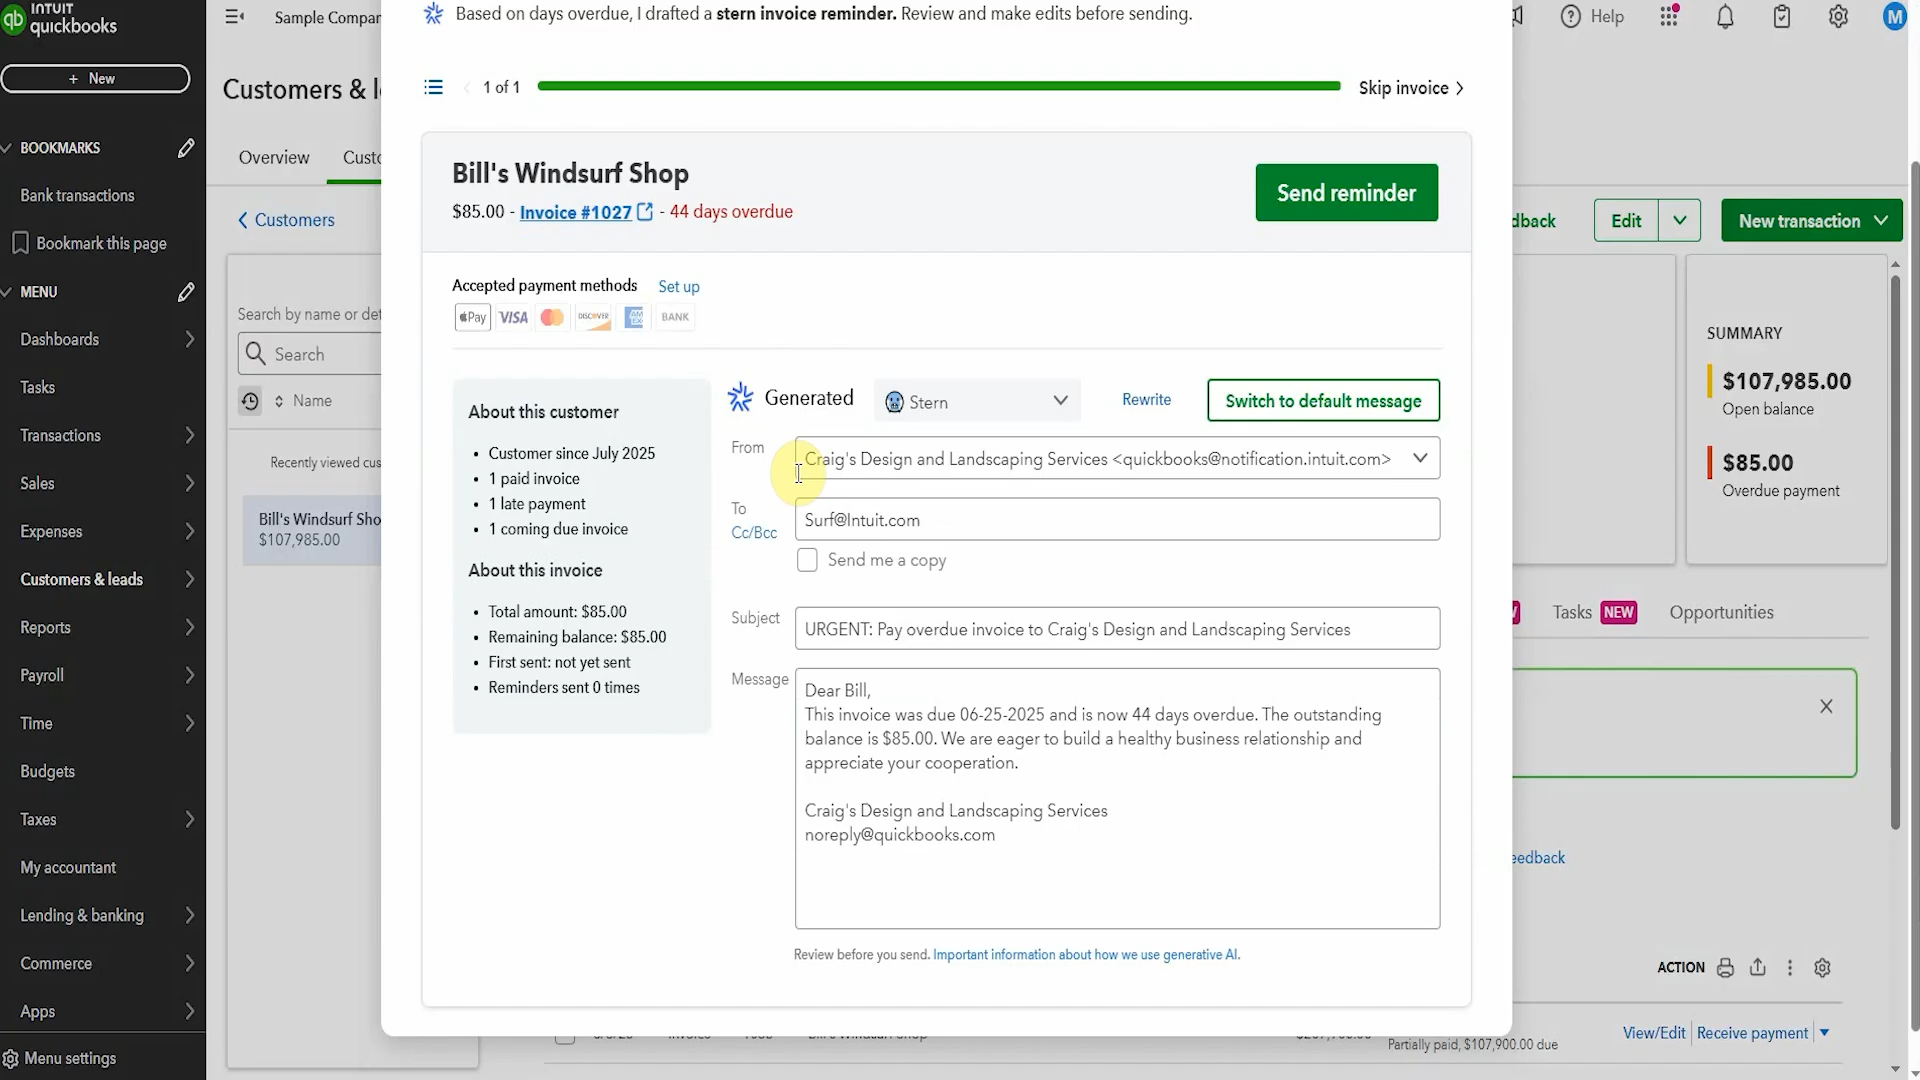 INTUIT
quickbooks
Sample Compan
Help
M
+ New
BOOKMARKS
Bank transactions
Bookmark this page
MENU
Dashboards
Tasks
Transactions
Sales
Expenses
Customers & leads
Reports
Payroll
Time
Budgets
Taxes
My accountant
Lending & banking
Commerce
Apps
Menu settings
Customers & l
Overview
Custo
Customers
Search by name or det
Search
Name
Recently viewed cus
Bill's Windsurf Sho
$107,985.00
Based on days overdue, I drafted a stern invoice reminder. Review and make edits before sending.
1 of 1
Skip invoice
Bill's Windsurf Shop
$85.00 - Invoice #1027 - 44 days overdue
Send reminder
Accepted payment methods Set up
Pay VISA DISCOVER AM EX BANK
About this customer
• Customer since July 2025
• 1 paid invoice
• 1 late payment
• 1 coming due invoice
About this invoice
• Total amount: $85.00
• Remaining balance: $85.00
• First sent: not yet sent
• Reminders sent 0 times
Generated Stern Rewrite Switch to default message
From Craig's Design and Landscaping Services <quickbooks@notification.intuit.com>
To Surf@Intuit.com
Cc/Bcc
Send me a copy
Subject URGENT: Pay overdue invoice to Craig's Design and Landscaping Services
Message
Dear Bill,
This invoice was due 06-25-2025 and is now 44 days overdue. The outstanding
balance is $85.00. We are eager to build a healthy business relationship and
appreciate your cooperation.
Craig's Design and Landscaping Services
noreply@quickbooks.com
Review before you send. Important information about how we use generative AI.
dback
Edit
New transaction
SUMMARY
$107,985.00
Open balance
$85.00
Overdue payment
Tasks NEW Opportunities
eedback
ACTION
View/Edit Receive payment
Partially paid, $107,900.00 due